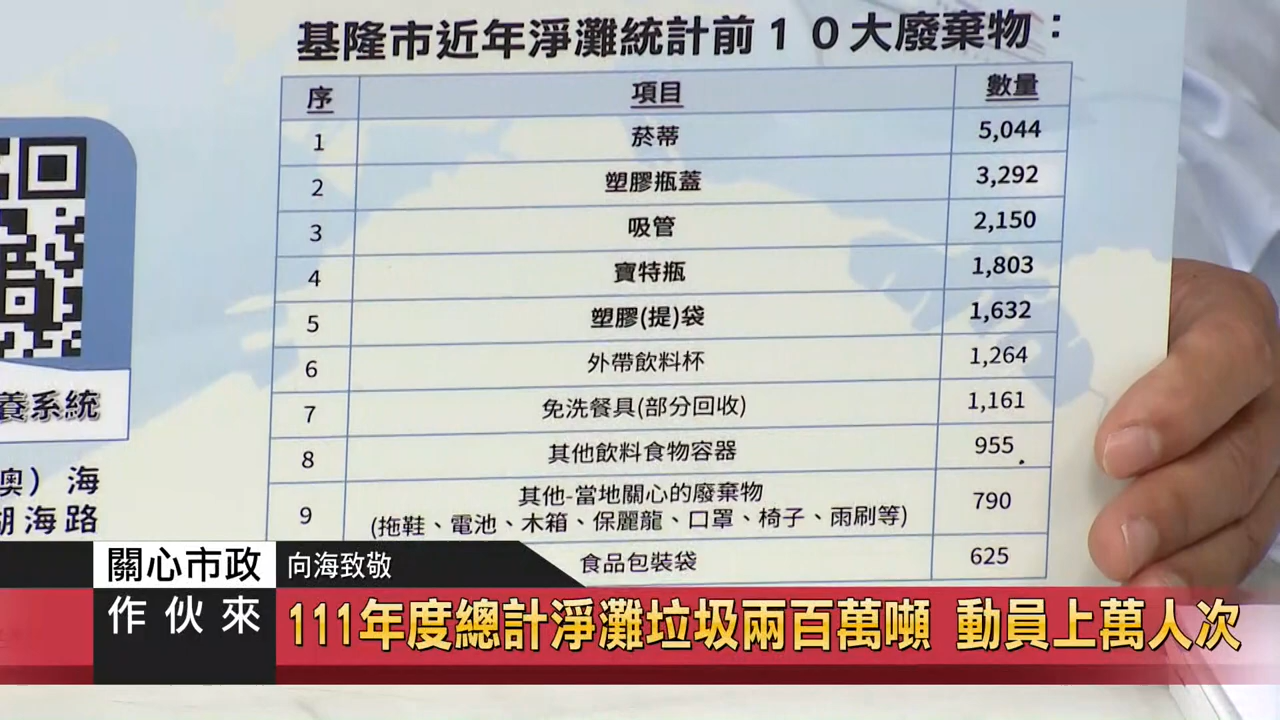 基隆市近年淨灘統計前10大廢棄物:
序 項目 數量
1 菸蒂 5,044
2 塑膠瓶蓋 3,292
3 吸管 2,150
4 寶特瓶 1,803
5 塑膠(提)袋 1,632
6 外帶飲料杯 1,264
7 免洗餐具(部分回收) 1,161
8 其他飲料食物容器 955
9 其他-當地關心的廢棄物 790
(拖鞋、電池、木箱、保麗龍、口罩、椅子、雨刷等)
食品包裝袋 625
養系統
澳）海
湖海路
關心市政
作伙來
向海致敬
111年度總計淨灘垃圾兩百萬噸 動員上萬人次